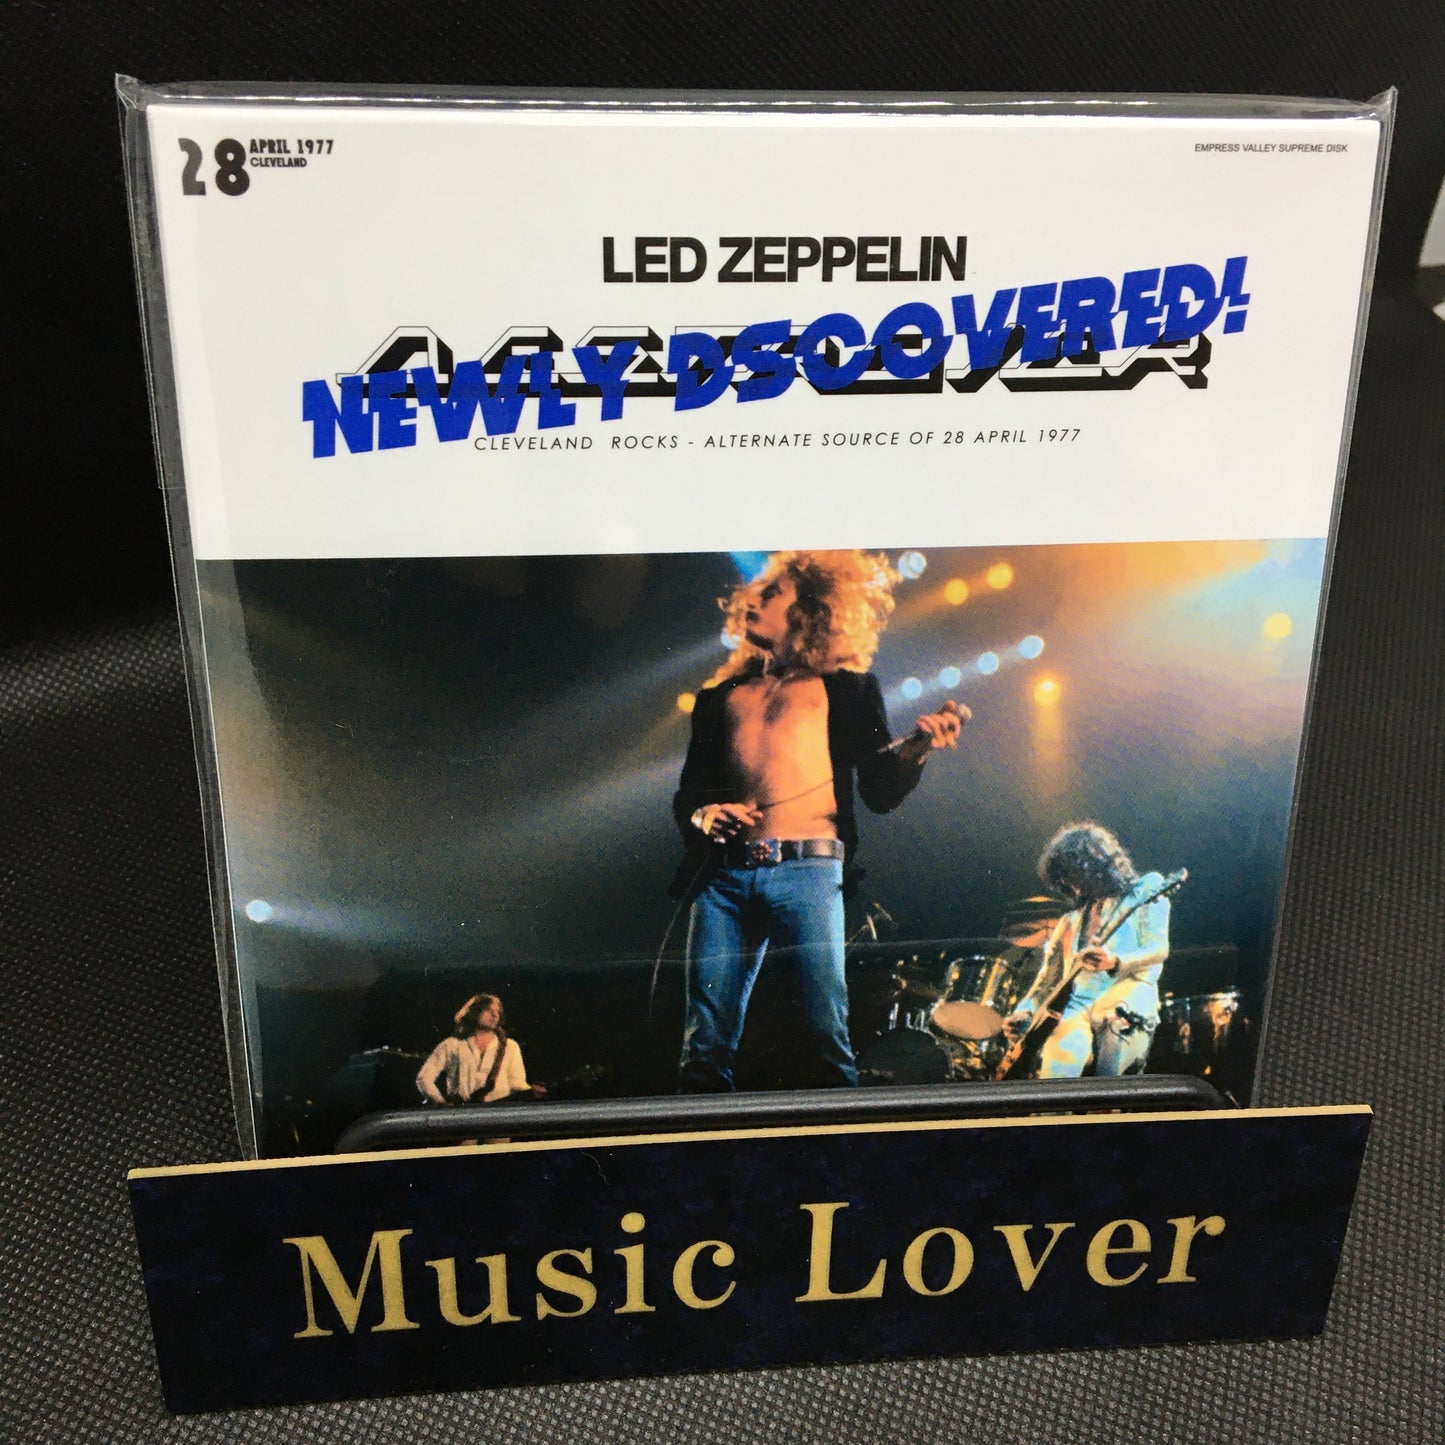 28 APRIL 1977
CLEVELAND
EMPRESS VALLEY SUPREME DISK
LED ZEPPELIN
NEWLY DSCOVERED!
CLEVELAND ROCKS - ALTERNATE SOURCE OF 28 APRIL 1977
Music Lover